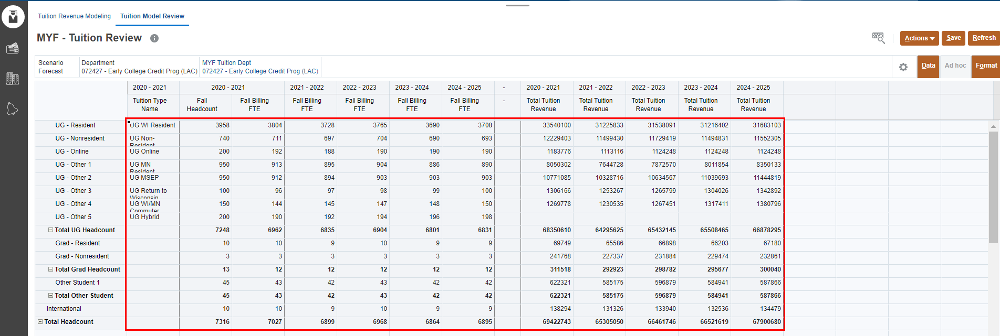 Tuition Revenue Modeling Tuition Model Review
MYF - Tuition Review
Actions Save Refresh
Scenario Department MYF Tuition Dept
Forecast 072427 - Early College Credit Prog (LAC) 072427 - Early College Credit Prog (LAC)
Data Ad hoc Format
2020 - 2021 2020 - 2021 2021 - 2022 2022 - 2023 2023 - 2024 2024 - 2025 - 2020 - 2021 2021 - 2022 2022 - 2023 2023 - 2024 2024 - 2025
Tuition Type Fall Fall Billing Fall Billing Fall Billing Fall Billing Fall Billing - Total Tuition Total Tuition Total Tuition Total Tuition Total Tuition
Name Headcount FTE FTE FTE FTE FTE Revenue Revenue Revenue Revenue Revenue
UG - Resident UG WI Resident 3958 3804 3728 3765 3690 3708 33540100 31225833 31538091 31216402 31683103
UG - Nonresident UG Non- 740 711 697 704 690 693 12229403 11499430 11729419 11494831 11552305
Resident
UG - Online UG Online 200 192 188 190 190 190 1183776 1113116 1124248 1124248 1124248
UG - Other 1 UG MN 950 913 895 904 886 890 8050302 7644728 7872570 8011854 8350133
Resident
UG - Other 2 UG MSEP 950 912 894 903 903 903 10771085 10328716 10634567 11039693 11444819
UG - Other 3 UG Return to 100 96 97 98 99 100 1306166 1253267 1265799 1304026 1342892
Wisconsin
UG - Other 4 UG WI/MN 150 144 145 147 148 150 1269778 1230535 1267451 1317411 1380796
Commuter
UG - Other 5 UG Hybrid 200 190 192 194 196 198
Total UG Headcount 7248 6962 6835 6904 6801 6831 68350610 64295625 65432145 65508465 66878295
Grad - Resident 10 10 9 10 9 9 69749 65586 66898 66203 67180
Grad - Nonresident 3 3 3 3 3 3 241768 227337 231884 229474 232861
Total Grad Headcount 13 12 12 12 12 12 311518 292923 298782 295677 300040
Other Student 1 45 43 42 43 42 42 622321 585175 596879 584941 587866
Total Other Student 45 43 42 43 42 42 622321 585175 596879 584941 587866
International 10 10 9 10 9 9 138294 131326 133940 132536 134479
Total Headcount 7316 7027 6899 6968 6864 6895 69422743 65305050 66461746 66521619 67900680